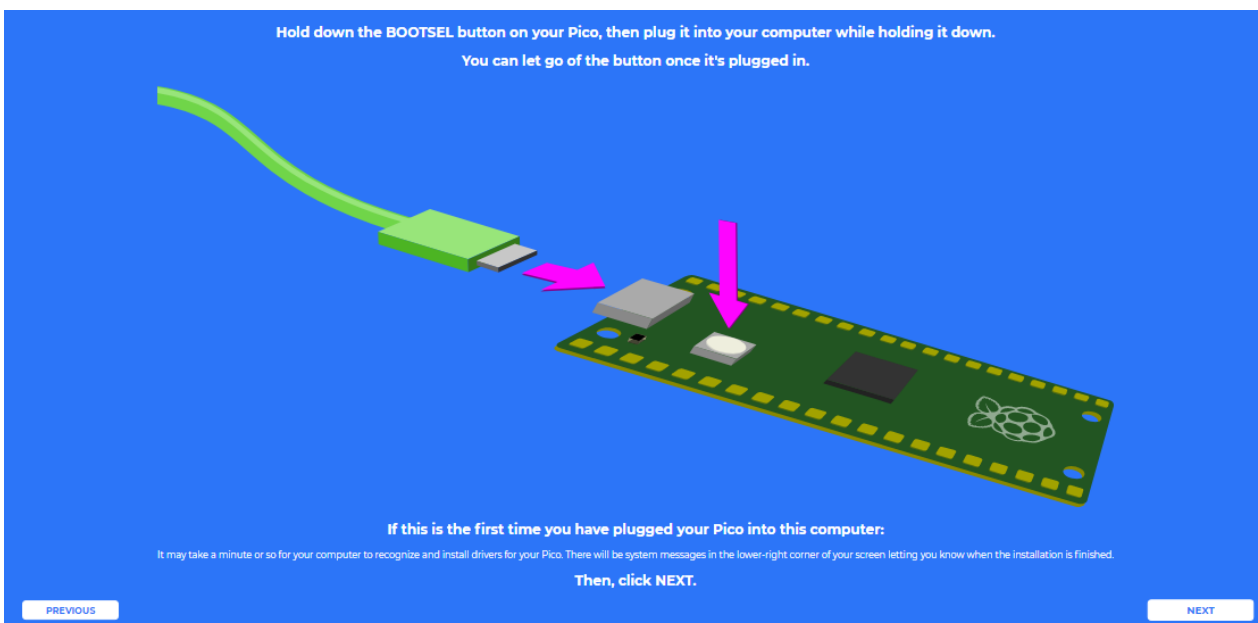 Hold down the BOOTSEL button on your Pico, then plug it into your computer while holding it down.
You can let go of the button once it's plugged in.
If this is the first time you have plugged your Pico into this computer:
It may take a minute or so for your computer to recognize and install drivers for your Pico. There will be system messages in the lower-right corner of your screen letting you know when the installation is finished.
Then, click NEXT.
PREVIOUS
NEXT